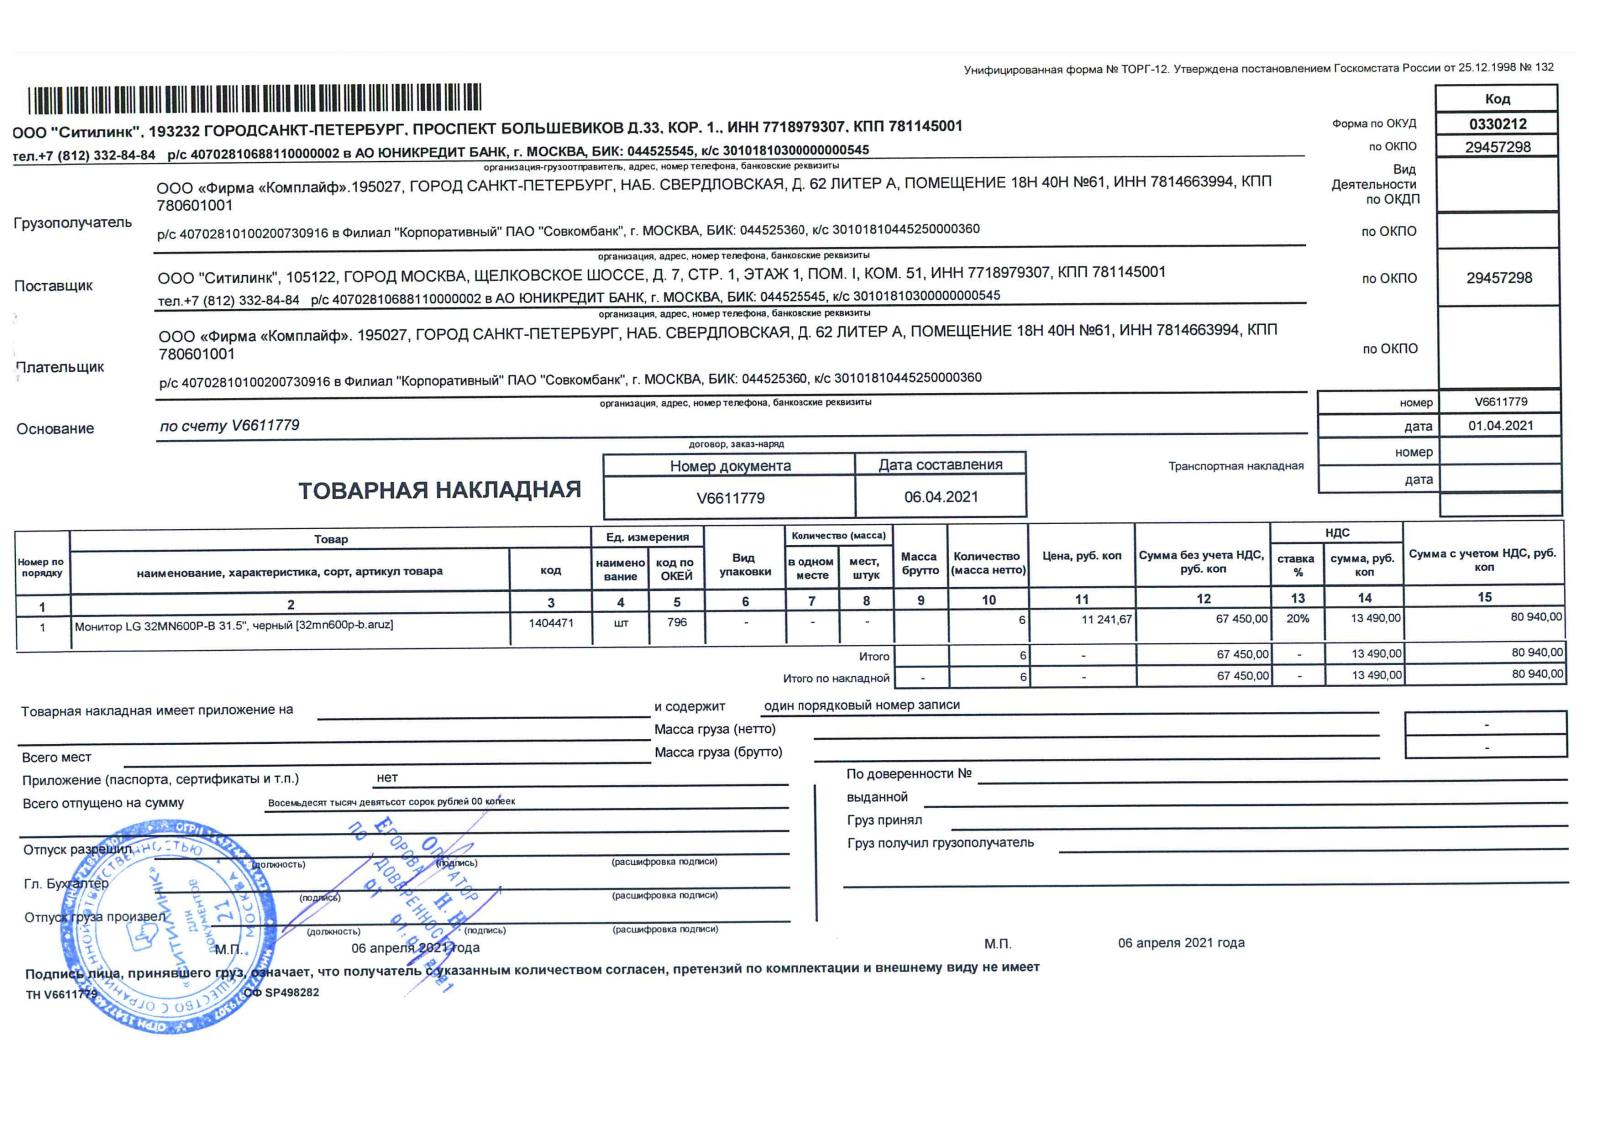 Унифицированная форма № ТОРГ-12. Утверждена постановлением Госкомстата России от 25.12.1998 № 132
Код
ООО "Ситилинк", 193232 ГОРОДСАНКТ-ПЕТЕРБУРГ, ПРОСПЕКТ БОЛЬШЕВИКОВ Д.33, КОР. 1., ИНН 7718979307, КПП 781145001
Форма по ОКУД 0330212
тел.+7 (812) 332-84-84 р/с 40702810688110000002 в АО ЮНИКРЕДИТ БАНК, г. МОСКВА, БИК: 044525545, к/с 30101810300000000545
по ОКПО 29457298
организация-грузоотправитель, адрес, номер телефона, банковские реквизиты
Вид
Деятельности
по ОКДП
Грузополучатель
ООО «Фирма «Комплайф».195027, ГОРОД САНКТ-ПЕТЕРБУРГ, НАБ. СВЕРДЛОВСКАЯ, Д. 62 ЛИТЕР А, ПОМЕЩЕНИЕ 18Н 40Н №61, ИНН 7814663994, КПП
780601001
р/с 40702810100200730916 в Филиал "Корпоративный" ПАО "Совкомбанк", г. МОСКВА, БИК: 044525360, к/с 30101810445250000360
по ОКПО
организация, адрес, номер телефона, банковские реквизиты
Поставщик
ООО "Ситилинк", 105122, ГОРОД МОСКВА, ЩЕЛКОВСКОЕ ШОССЕ, Д. 7, СТР. 1, ЭТАЖ 1, ПОМ. I, КОМ. 51, ИНН 7718979307, КПП 781145001
по ОКПО 29457298
тел.+7 (812) 332-84-84 р/с 40702810688110000002 в АО ЮНИКРЕДИТ БАНК, г. МОСКВА, БИК: 044525545, к/с 30101810300000000545
организация, адрес, номер телефона, банковские реквизиты
Плательщик
ООО «Фирма «Комплайф». 195027, ГОРОД САНКТ-ПЕТЕРБУРГ, НАБ. СВЕРДЛОВСКАЯ, Д. 62 ЛИТЕР А, ПОМЕЩЕНИЕ 18Н 40Н №61, ИНН 7814663994, КПП
780601001
по ОКПО
р/с 40702810100200730916 в Филиал "Корпоративный" ПАО "Совкомбанк", г. МОСКВА, БИК: 044525360, к/с 30101810445250000360
организация, адрес, номер телефона, банковские реквизиты
номер V6611779
Основание по счету V6611779
дата 01.04.2021
договор, заказ-наряд
Транспортная накладная
номер
дата
ТОВАРНАЯ НАКЛАДНАЯ
Номер документа Дата составления
V6611779 06.04.2021
Номер по порядку
Товар
наименование, характеристика, сорт, артикул товара
код
Ед. измерения
наименование
код по ОКЕЙ
Вид упаковки
Количество (масса)
в одном месте
мест, штук
Масса брутто
Количество (масса нетто)
Цена, руб. коп
Сумма без учета НДС, руб. коп
НДС
ставка %
сумма, руб. коп
Сумма с учетом НДС, руб. коп
1 2 3 4 5 6 7 8 9 10 11 12 13 14 15
1 Монитор LG 32MN600P-B 31.5", черный [32mn600p-b.aruz] 1404471 шт 796 - - - 6 11 241,67 67 450,00 20% 13 490,00 80 940,00
Итого 6 - 67 450,00 - 13 490,00 80 940,00
Итого по накладной - 6 - 67 450,00 - 13 490,00 80 940,00
Товарная накладная имеет приложение на
и содержит один порядковый номер записи
Масса груза (нетто) -
Всего мест
Масса груза (брутто) -
Приложение (паспорта, сертификаты и т.п.) нет
Всего отпущено на сумму Восемьдесят тысяч девятьсот сорок рублей 00 копеек
По доверенности №
выданной
Груз принял
Груз получил грузополучатель
Отпуск разрешил
(должность) (подпись) (расшифровка подписи)
Гл. Бухгалтер
(подпись) (расшифровка подписи)
Отпуск груза произвел
(должность) (подпись) (расшифровка подписи)
М.П. 06 апреля 2021 года
М.П. 06 апреля 2021 года
Подпись лица, принявшего груз, означает, что получатель с указанным количеством согласен, претензий по комплектации и внешнему виду не имеет
ТН V6611779 СФ SP498282
ОПЕРАТОР
ЕГОРОВА Н.Н.
ПО ДОВЕРЕННОСТИ
ОБЩЕСТВО С ОГРАНИЧЕННОЙ ОТВЕТСТВЕННОСТЬЮ
МОСКВА
«СИТИЛИНК»
ДЛЯ
ДОКУМЕНТОВ
21